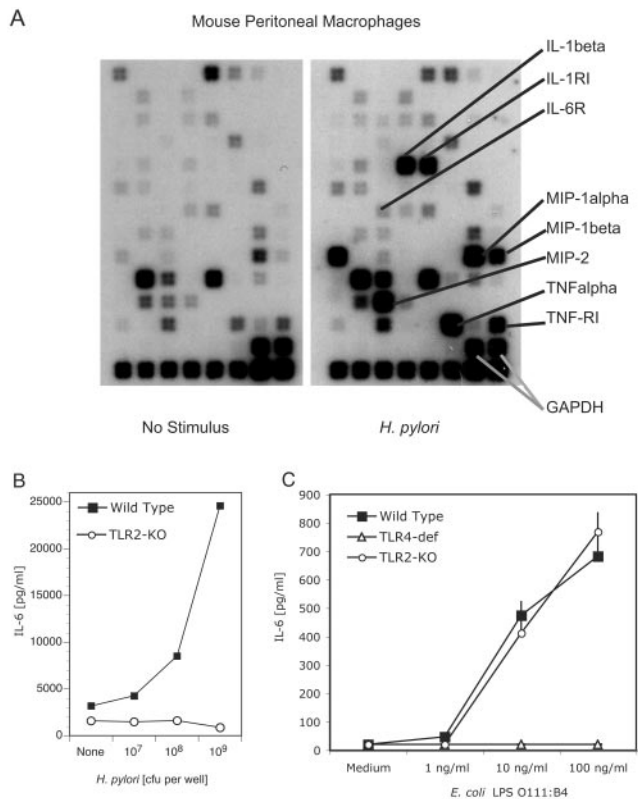 A
Mouse Peritoneal Macrophages
IL-1beta
IL-1RI
IL-6R
MIP-1alpha
MIP-1beta
MIP-2
TNFalpha
TNF-RI
GAPDH
No Stimulus
H. pylori
B
25000
20000
15000
10000
5000
0
IL-6 [pg/ml]
Wild Type
TLR2-KO
None
10⁷
10⁸
10⁹
H. pylori [cfu per well]
C
900
800
700
600
500
400
300
200
100
0
IL-6 [pg/ml]
Wild Type
TLR4-def
TLR2-KO
Medium
1 ng/ml
10 ng/ml
100 ng/ml
E. coli LPS O111:B4